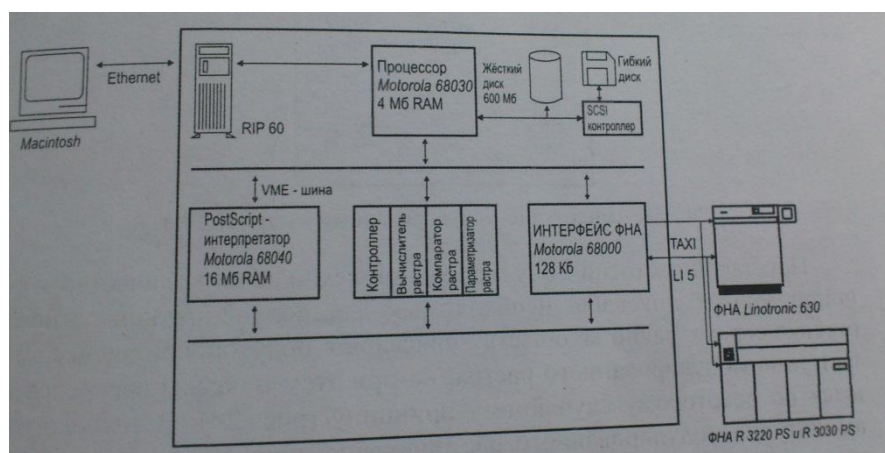 Macintosh
Ethernet
RIP 60
Процессор
Motorola 68030
4 Мб RAM
Жёсткий
диск
600 Мб
Гибкий
диск
SCSI
контроллер
VME - шина
PostScript -
интерпретатор
Motorola 68040
16 Мб RAM
Контроллер
Вычислитель
растра
Компаратор
растра
Параметризатор
растра
ИНТЕРФЕЙС ФНА
Motorola 68000
128 Кб
TAXI
LI 5
ФНА Linotronic 630
ФНА R 3220 PS и R 3030 PS